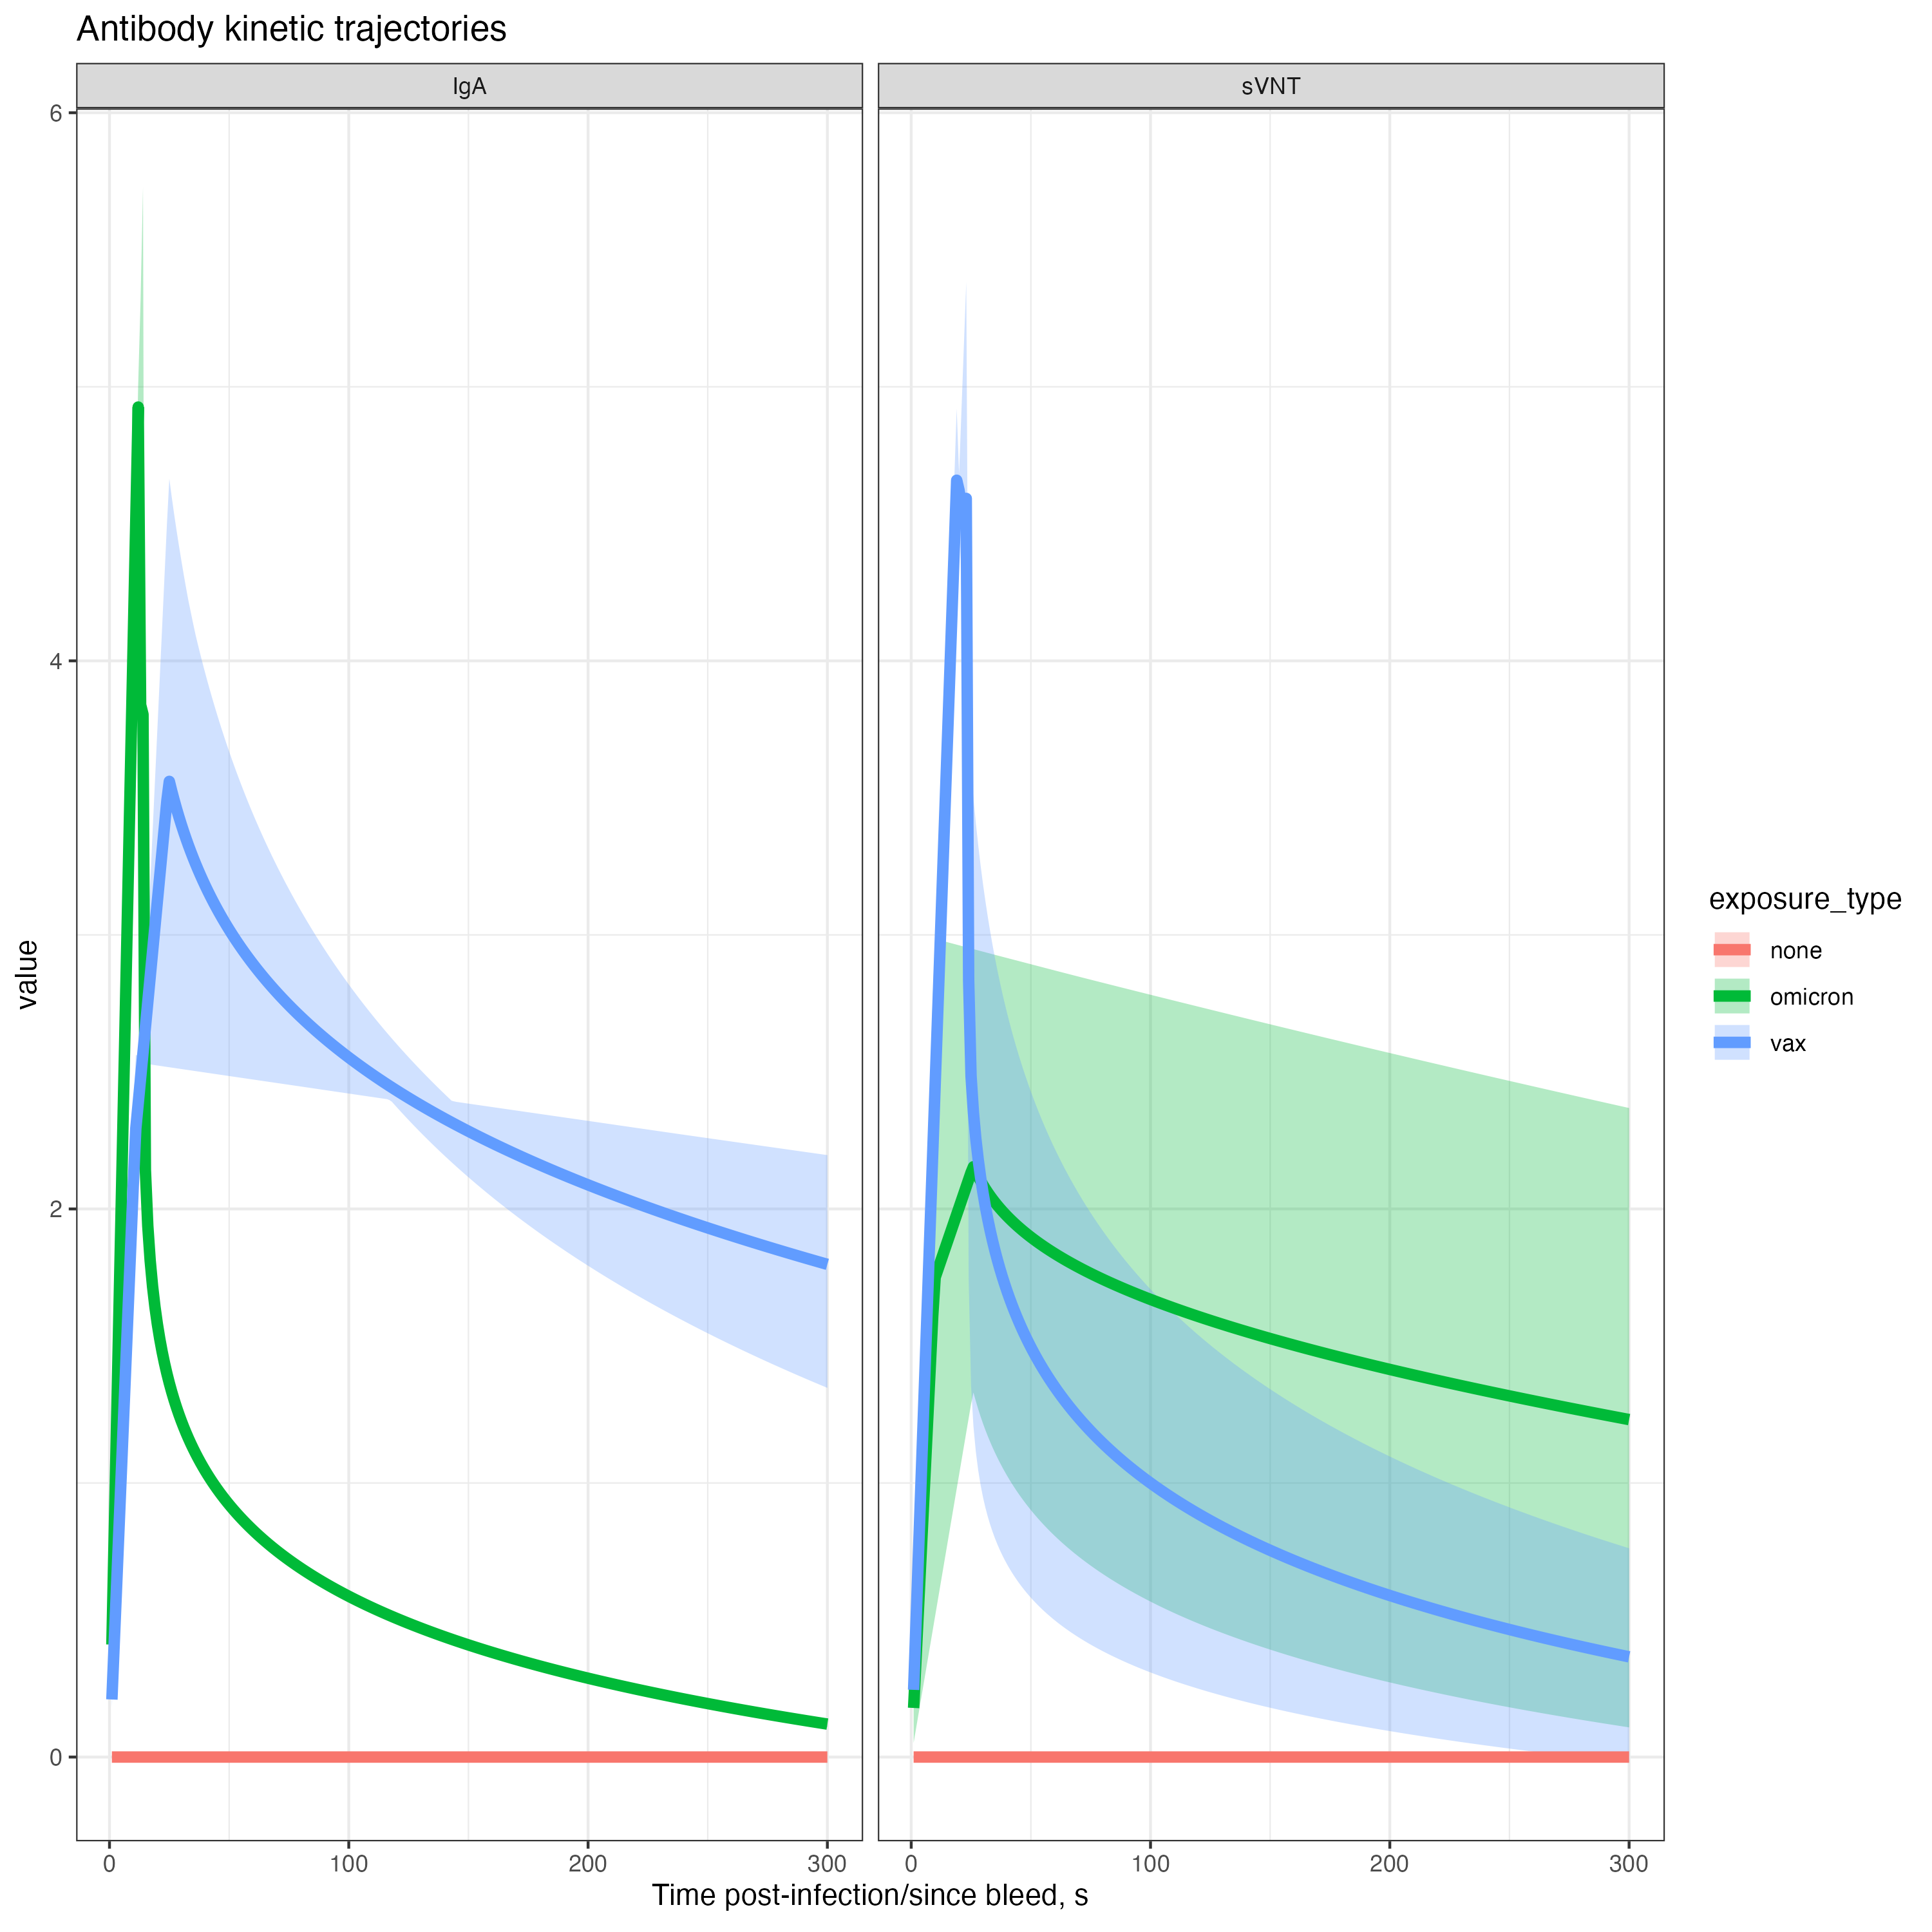 Antibody kinetic trajectories
IgA
sVNT
6
4
2
0
value
0 100 200 300
0 100 200 300
Time post-infection/since bleed, s
exposure_type
none
omicron
vax